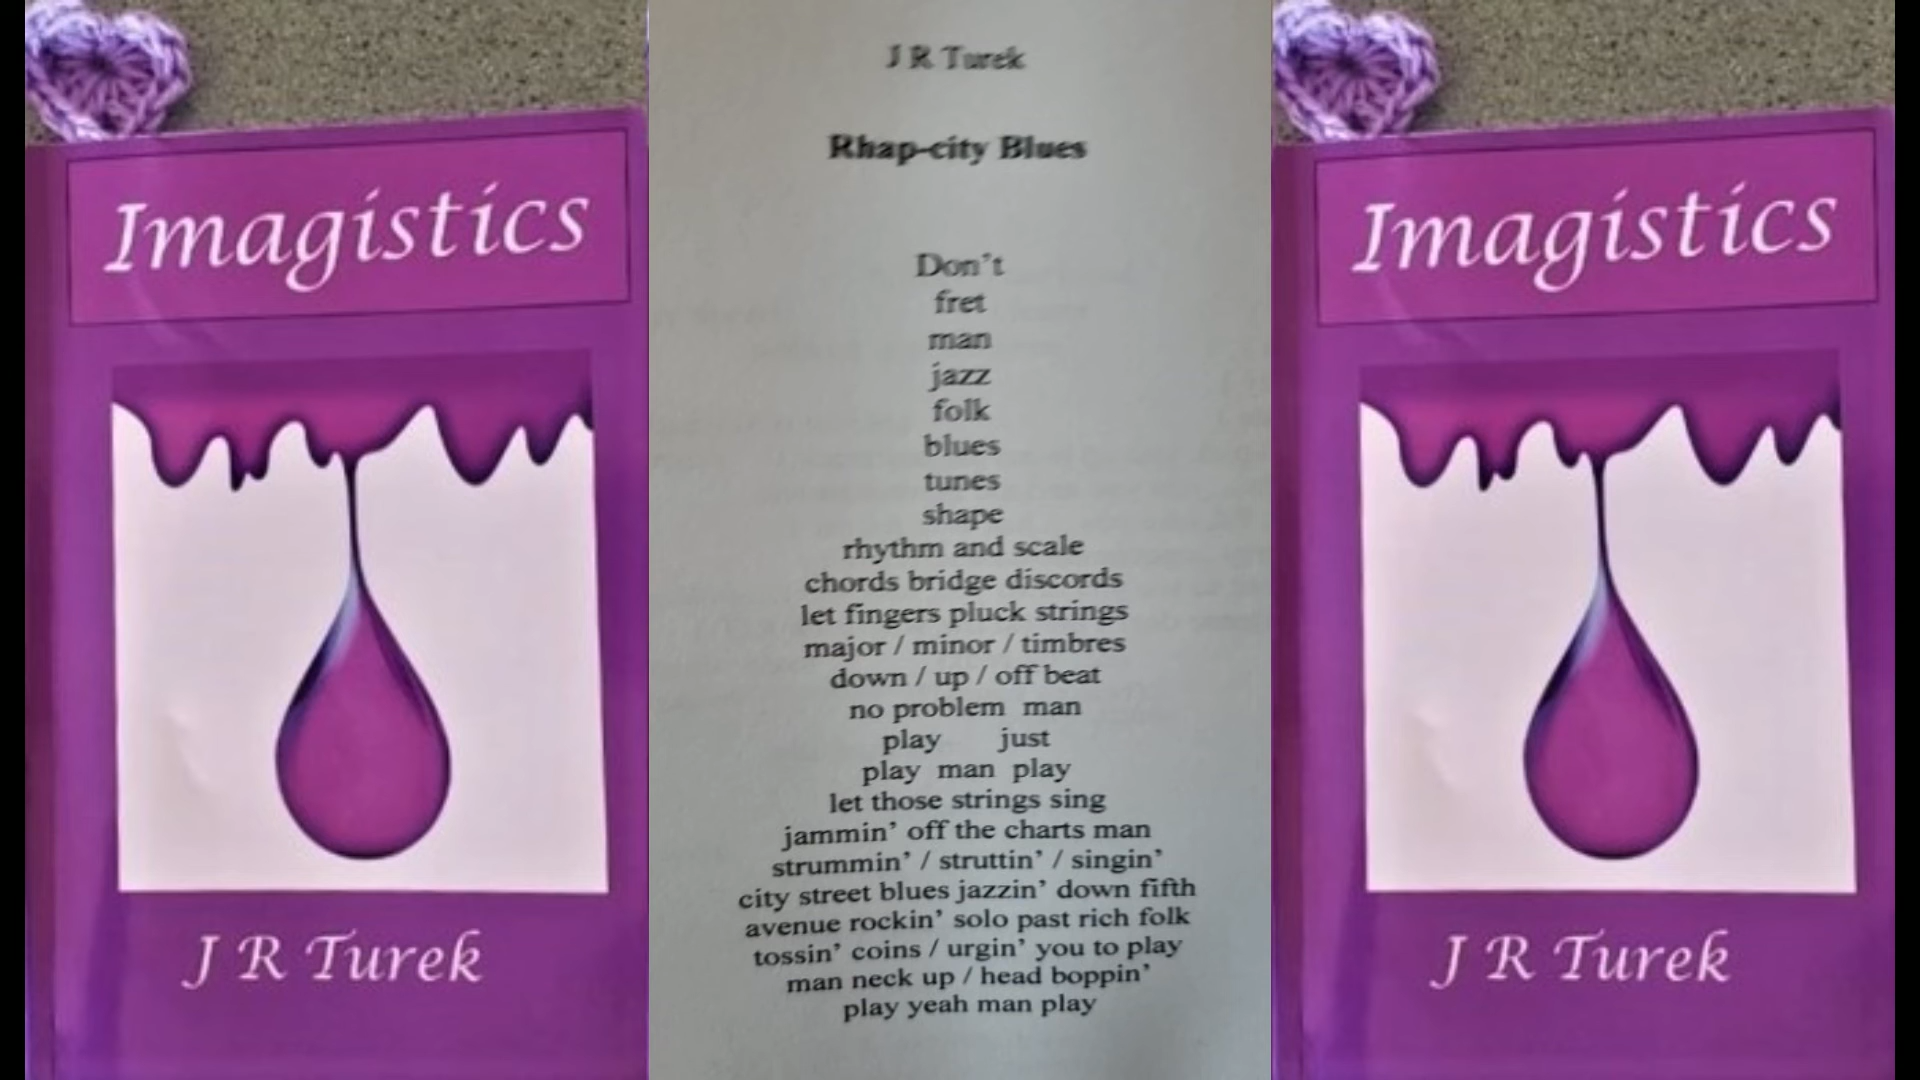 Imagistics
J R Turek
J R Turek
Rhap-city Blues
Don't
fret
man
jazz
folk
blues
tunes
shape
rhythm and scale
chords bridge discords
let fingers pluck strings
major / minor / timbres
down / up / off beat
no problem man
play just
play man play
let those strings sing
jammin' off the charts man
strummin' / struttin' / singin'
city street blues jazzin' down fifth
avenue rockin' solo past rich folk
tossin' coins / urgin' you to play
man neck up / head boppin'
play yeah man play
Imagistics
J R Turek